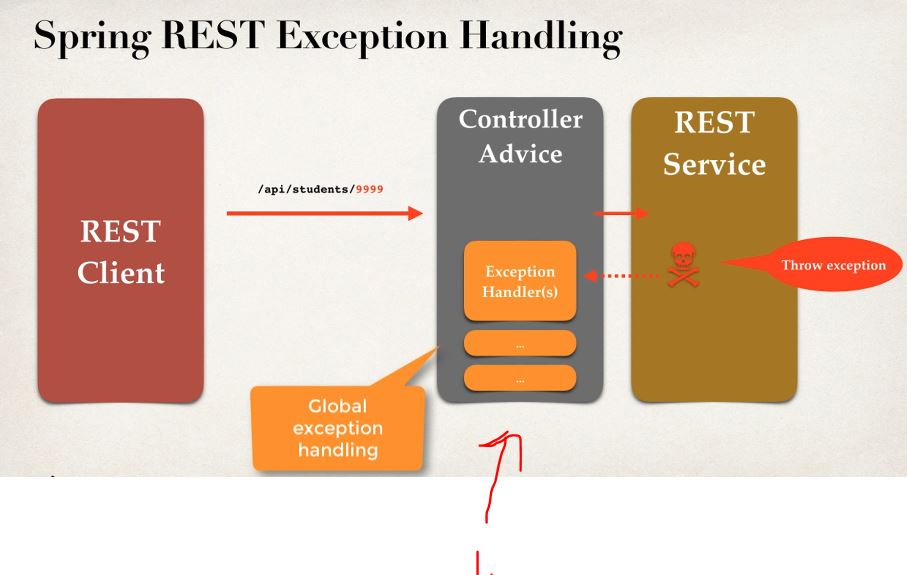 Spring REST Exception Handling
REST
Client
/api/students/9999
Controller
Advice
Exception
Handler(s)
...
...
REST
Service
Throw exception
Global
exception
handling